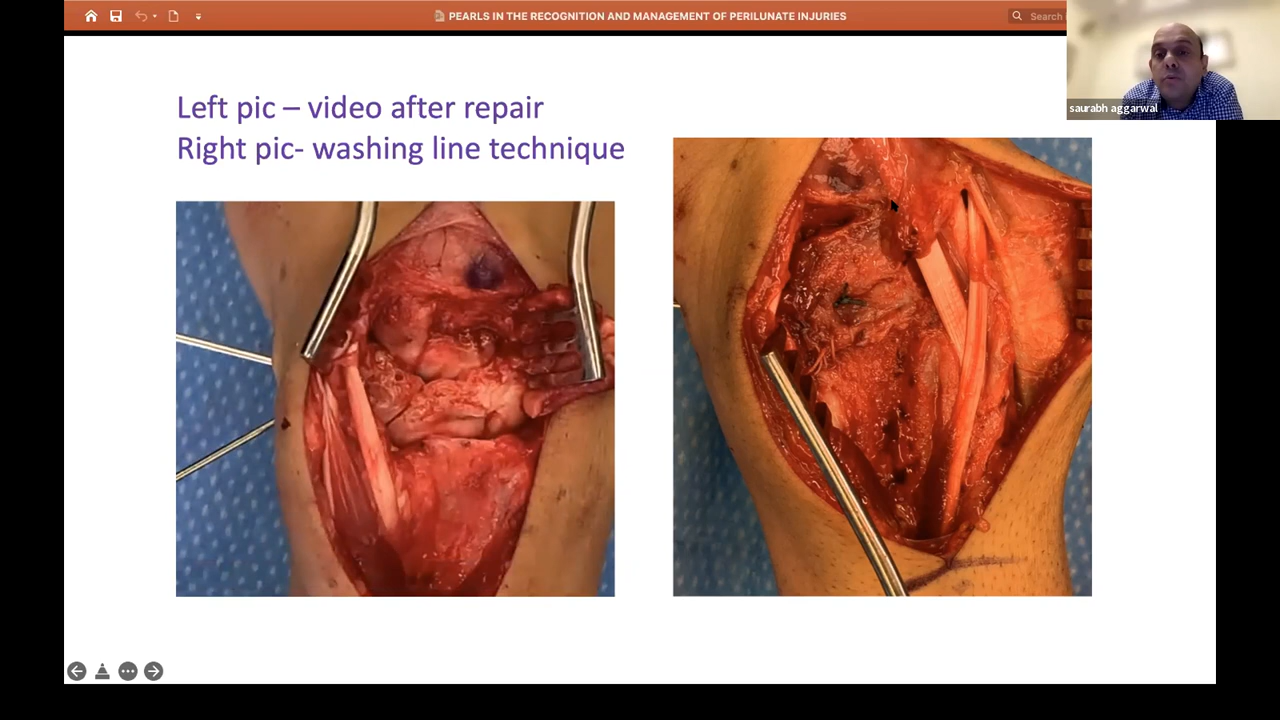 PEARLS IN THE RECOGNITION AND MANAGEMENT OF PERILUNATE INJURIES
Search
saurabh aggarwal
Left pic – video after repair
Right pic- washing line technique